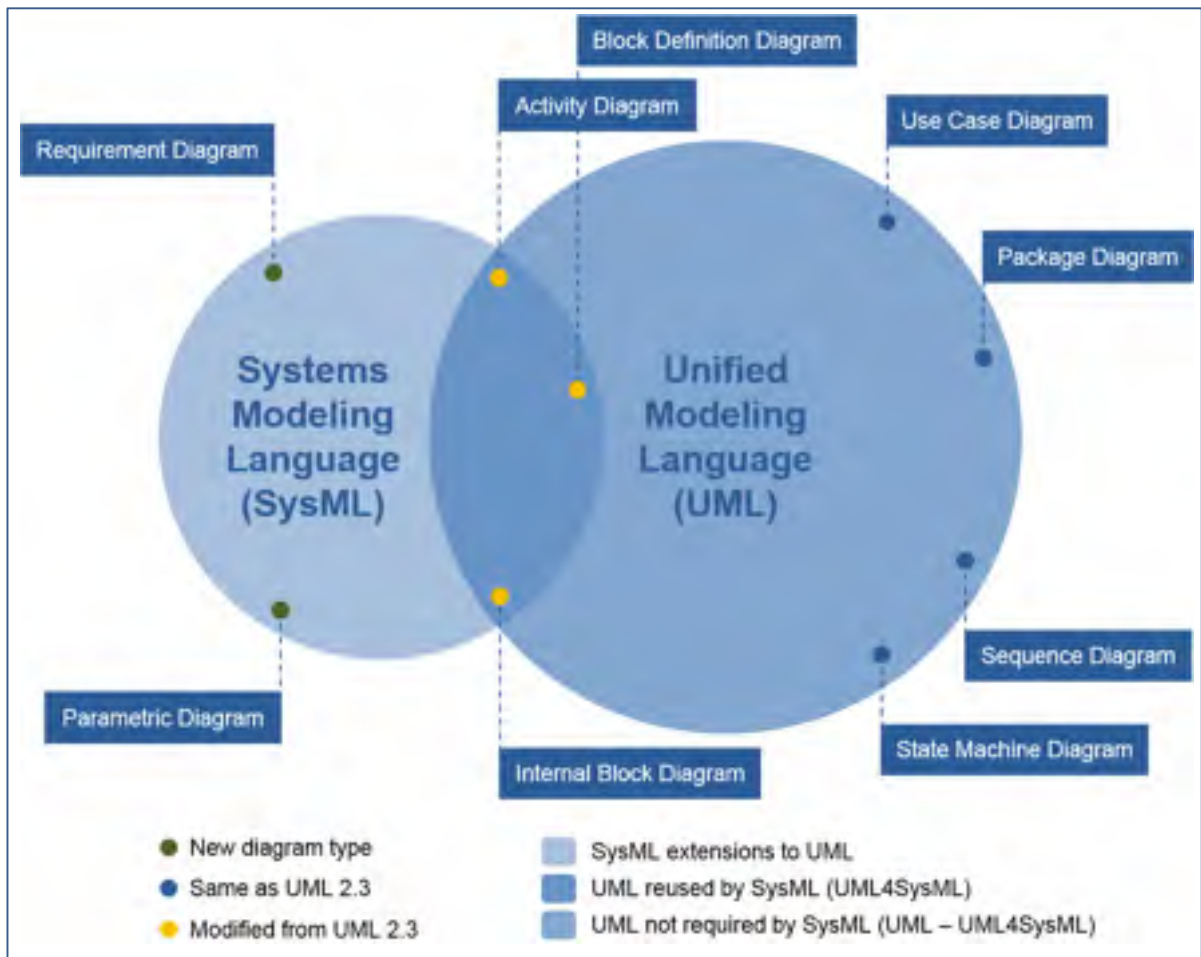 Block Definition Diagram
Activity Diagram
Use Case Diagram
Requirement Diagram
Package Diagram
Systems
Modeling
Language
(SysML)
Unified
Modeling
Language
(UML)
Sequence Diagram
Parametric Diagram
State Machine Diagram
Internal Block Diagram
New diagram type
Same as UML 2.3
Modified from UML 2.3
SysML extensions to UML
UML reused by SysML (UML4SysML)
UML not required by SysML (UML – UML4SysML)